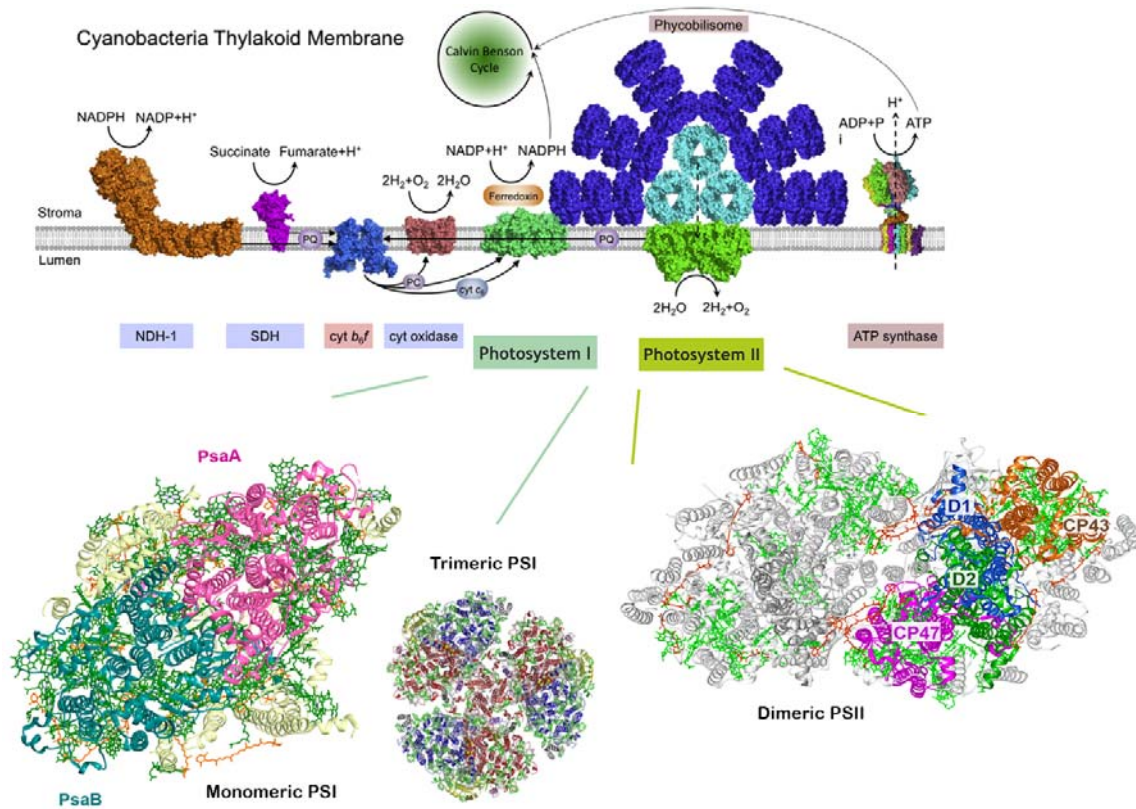 Cyanobacteria Thylakoid Membrane
Calvin Benson
Cycle
Phycobilisome
NADPH NADP+H⁺
Succinate Fumarate+H⁺
2H₂+O₂ 2H₂O
NADP+H⁺ NADPH
Ferredoxin
H⁺
ADP+P ATP
i
Stroma
Lumen
PQ
PQ
PC
cyt c₆
2H₂O 2H₂+O₂
NDH-1
SDH
cyt b₆f
cyt oxidase
Photosystem I
Photosystem II
ATP synthase
PsaA
PsaB
Monomeric PSI
Trimeric PSI
D1
CP43
D2
CP47
Dimeric PSII